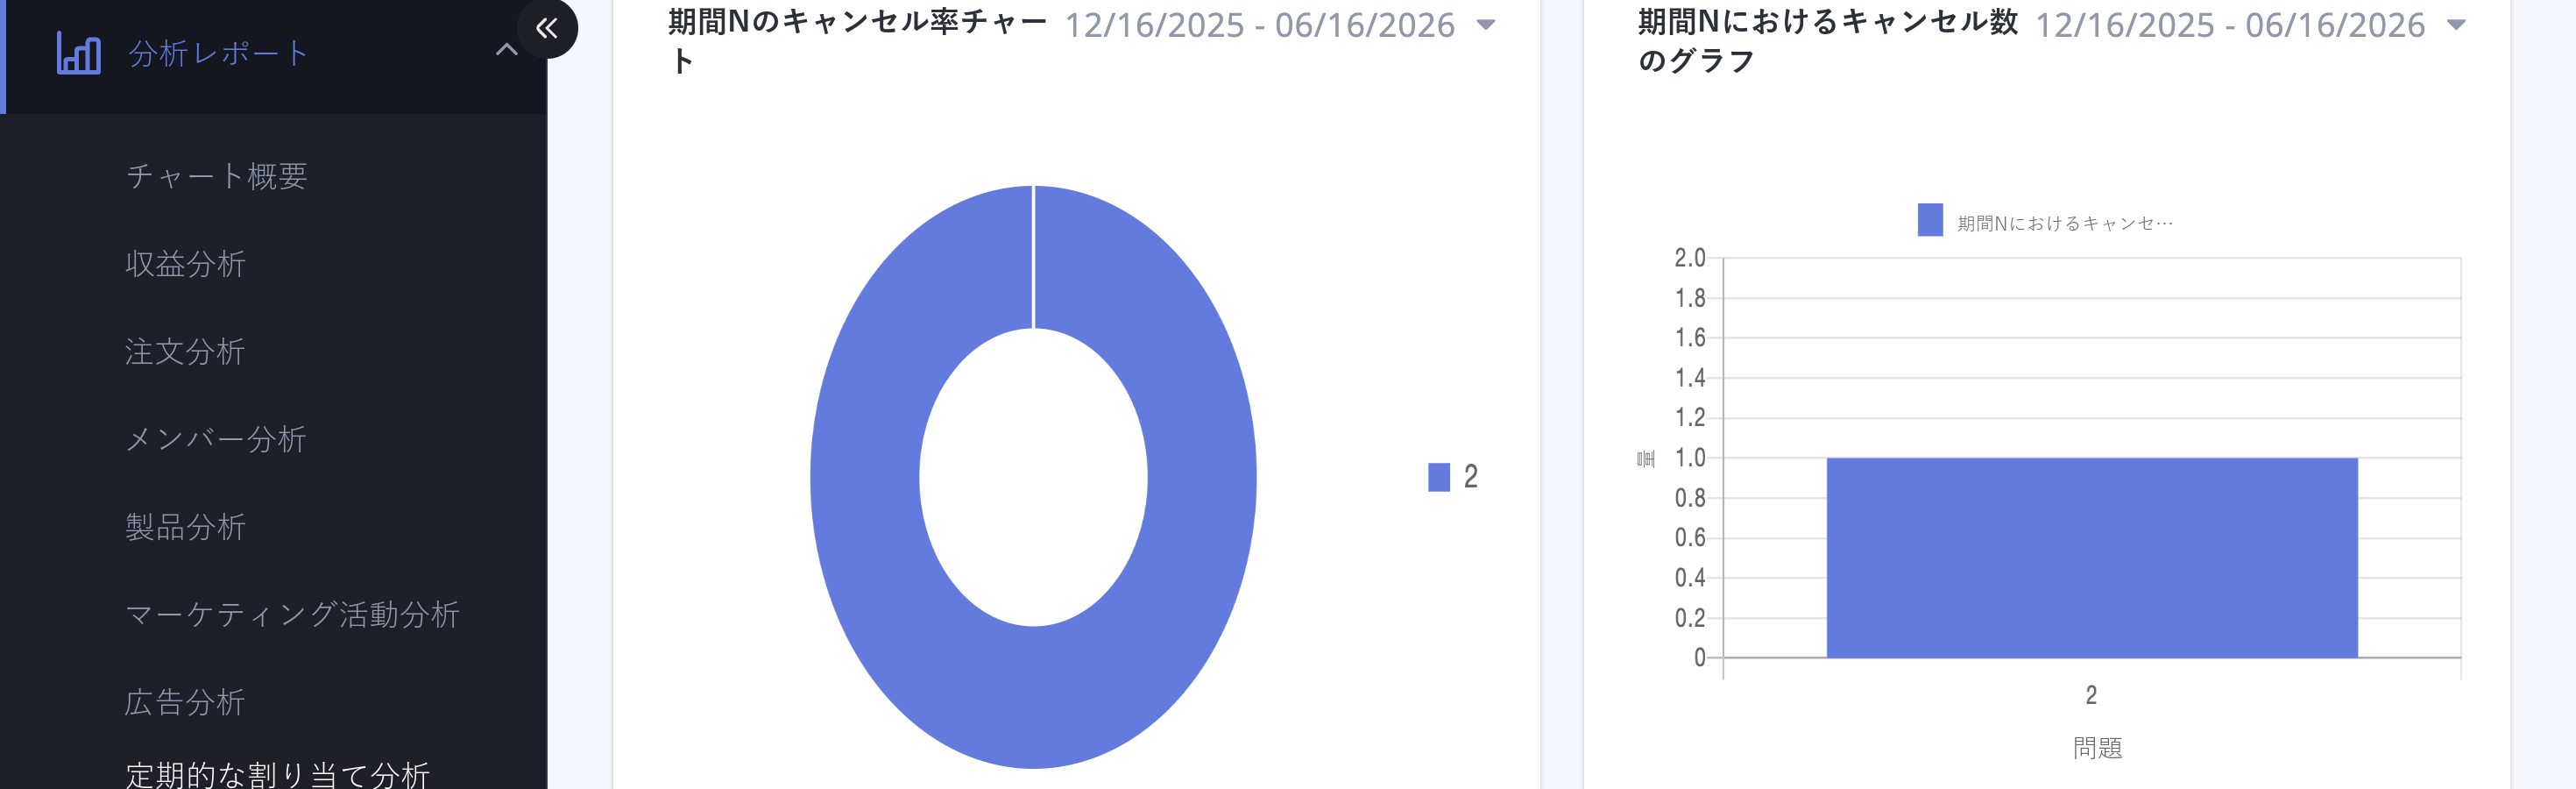 分析レポート
チャート概要
収益分析
注文分析
メンバー分析
製品分析
マーケティング活動分析
広告分析
定期的な割り当て分析
期間Nのキャンセル率チャー
ト
12/16/2025 - 06/16/2026
2
期間Nにおけるキャンセル数
のグラフ
12/16/2025 - 06/16/2026
期間Nにおけるキャンセ…
2.0
1.8
1.6
1.4
1.2
1.0
0.8
0.6
0.4
0.2
0
量
2
問題